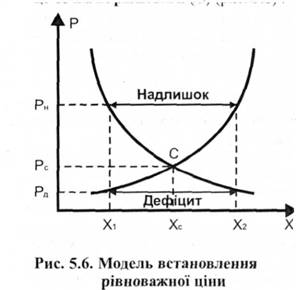 P
Надлишок
Pн
C
Pс
Pд
Дефіцит
X1 Xс X2 X
Рис. 5.6. Модель встановлення
рівноважної ціни